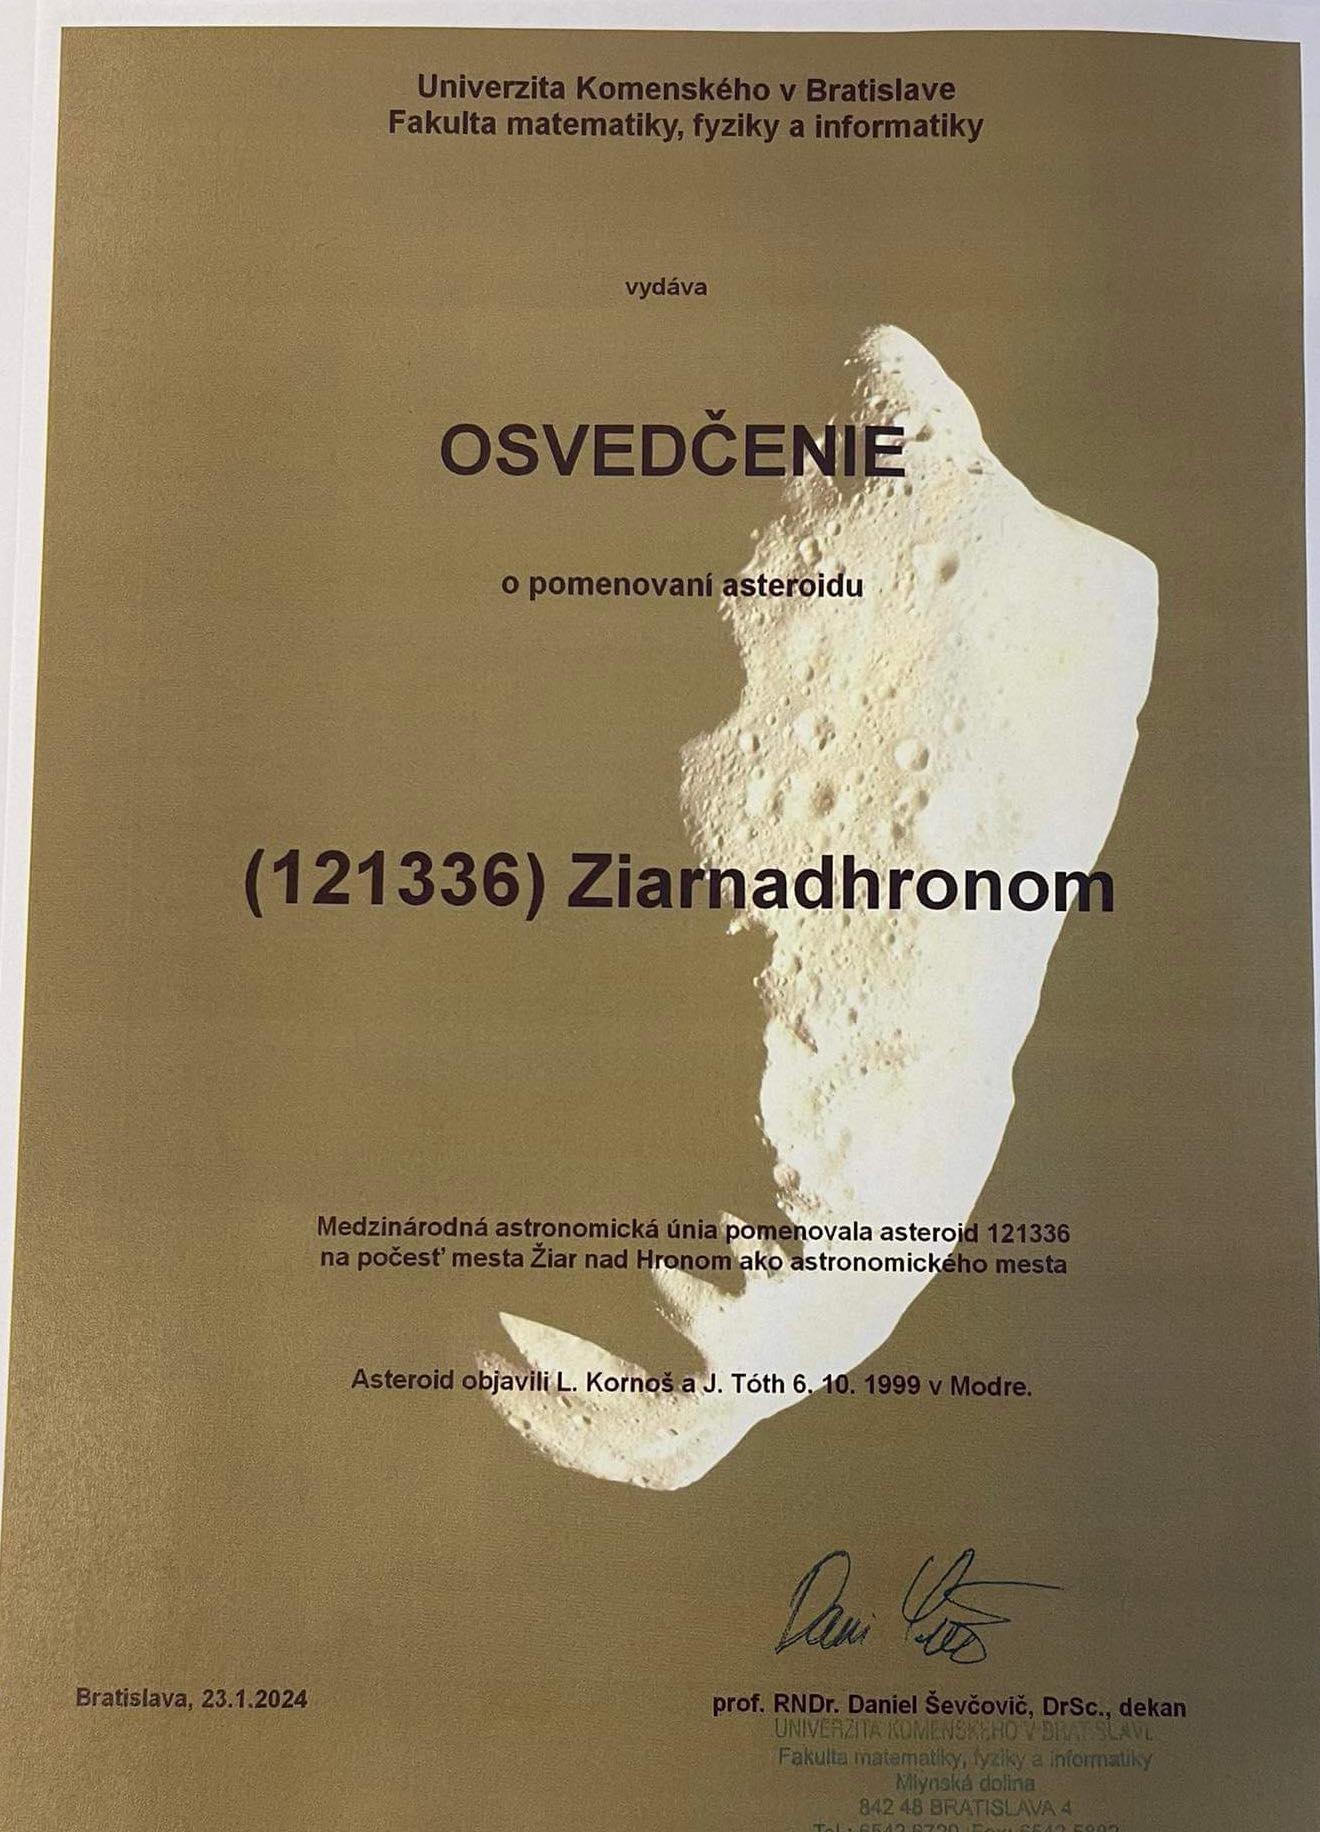 Univerzita Komenského v Bratislave
Fakulta matematiky, fyziky a informatiky
vydáva
OSVEDČENIE
o pomenovaní asteroidu
(121336) Ziarnadhronom
Medzinárodná astronomická únia pomenovala asteroid 121336
na počesť mesta Žiar nad Hronom ako astronomického mesta
Asteroid objavili L. Kornoš a J. Tóth 6. 10. 1999 v Modre.
Bratislava, 23.1.2024
prof. RNDr. Daniel Ševčovič, DrSc., dekan
UNIVERZITA KOMENSKÉHO V BRATISLAVE
Fakulta matematiky, fyziky a informatiky
Mlynská dolina
842 48 BRATISLAVA 4